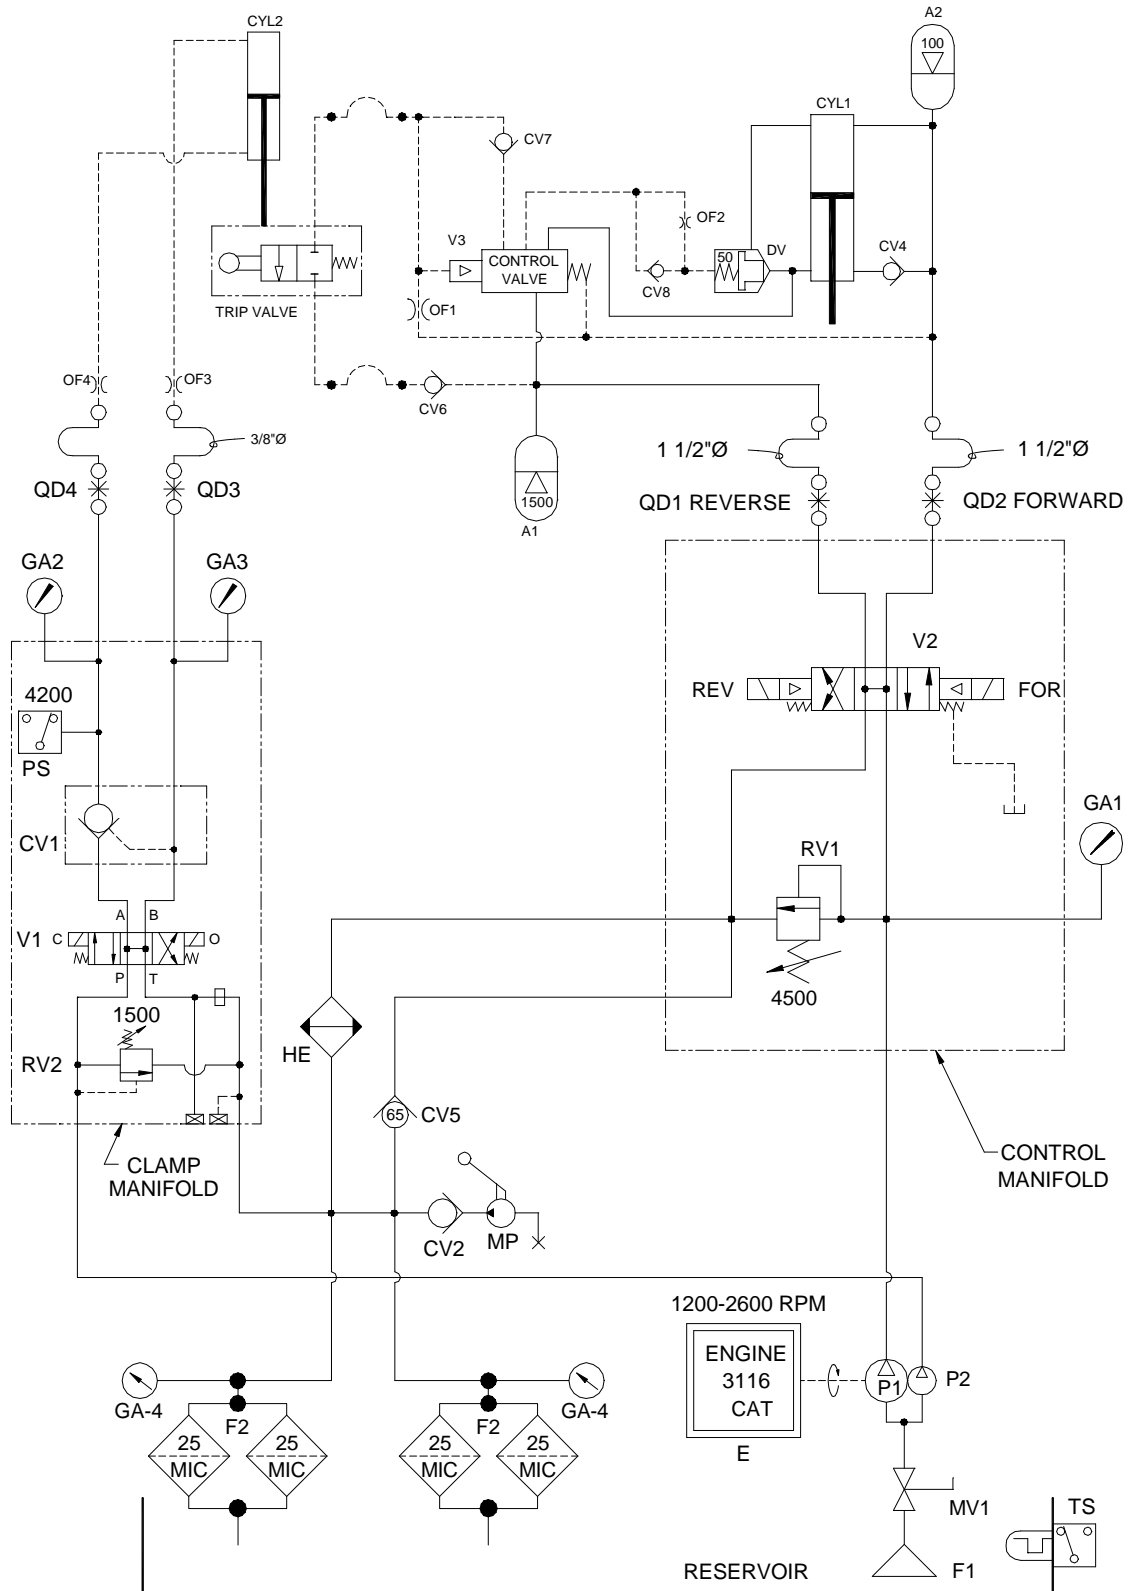 CYL2
A2
100
CYL1
CV7
OF2
V3
CONTROL
VALVE
50
DV
CV4
CV8
OF1
TRIP VALVE
OF4
OF3
CV6
3/8"Ø
1 1/2"Ø
1 1/2"Ø
QD4
QD3
1500
A1
QD1 REVERSE
QD2 FORWARD
GA2
GA3
V2
4200
REV
FOR
PS
GA1
CV1
RV1
A
B
V1
C
O
P
T
4500
1500
HE
RV2
65
CV5
CLAMP
MANIFOLD
CONTROL
MANIFOLD
CV2
MP
1200-2600 RPM
ENGINE
3116
CAT
P1
P2
GA-4
F2
F2
GA-4
25
MIC
25
MIC
25
MIC
25
MIC
E
MV1
TS
RESERVOIR
F1